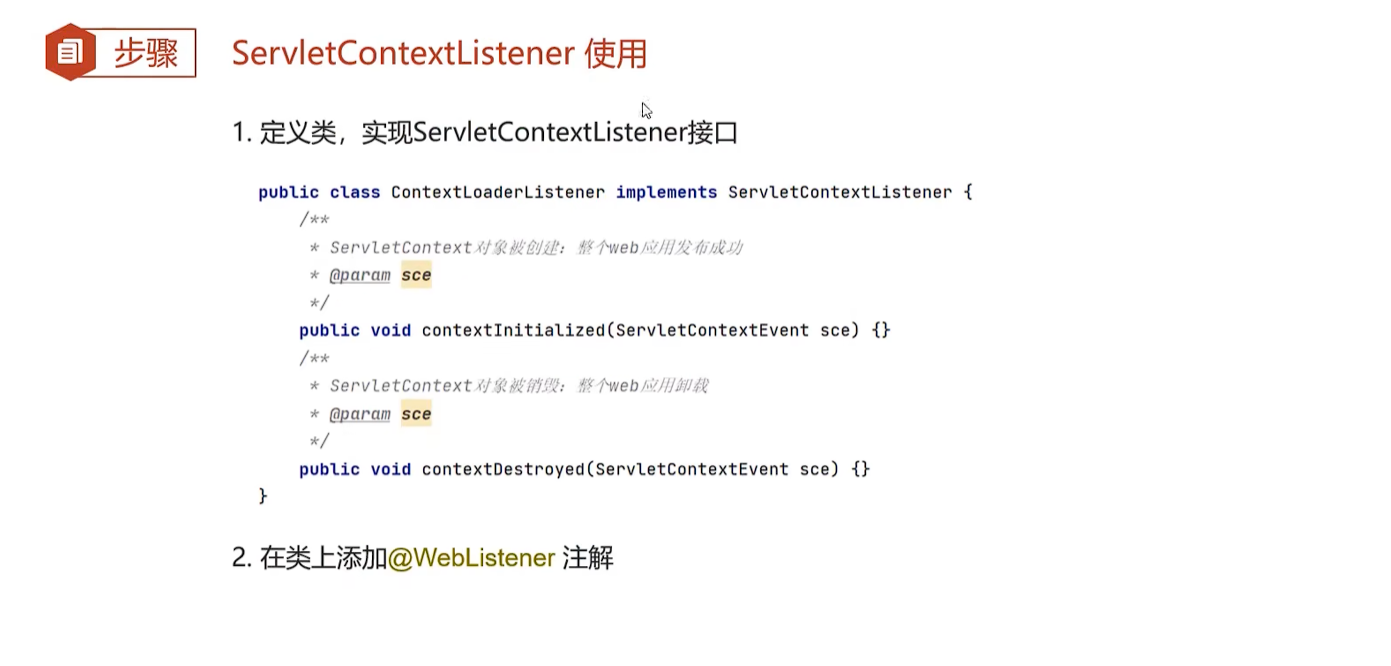 步骤
ServletContextListener 使用
1. 定义类，实现ServletContextListener接口
public class ContextLoaderListener implements ServletContextListener {
    /**
     * ServletContext对象被创建：整个web应用发布成功
     * @param sce
     */
    public void contextInitialized(ServletContextEvent sce) {}
    /**
     * ServletContext对象被销毁：整个web应用卸载
     * @param sce
     */
    public void contextDestroyed(ServletContextEvent sce) {}
}
2. 在类上添加@WebListener 注解